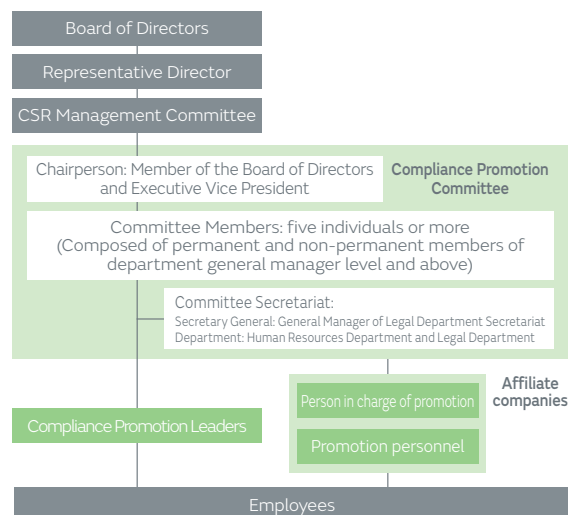 Board of Directors
Representative Director
CSR Management Committee
Chairperson: Member of the Board of Directors
and Executive Vice President
Compliance Promotion
Committee
Committee Members: five individuals or more
(Composed of permanent and non-permanent members of
department general manager level and above)
Committee Secretariat:
Secretary General: General Manager of Legal Department Secretariat
Department: Human Resources Department and Legal Department
Affiliate
companies
Person in charge of promotion
Compliance Promotion Leaders
Promotion personnel
Employees